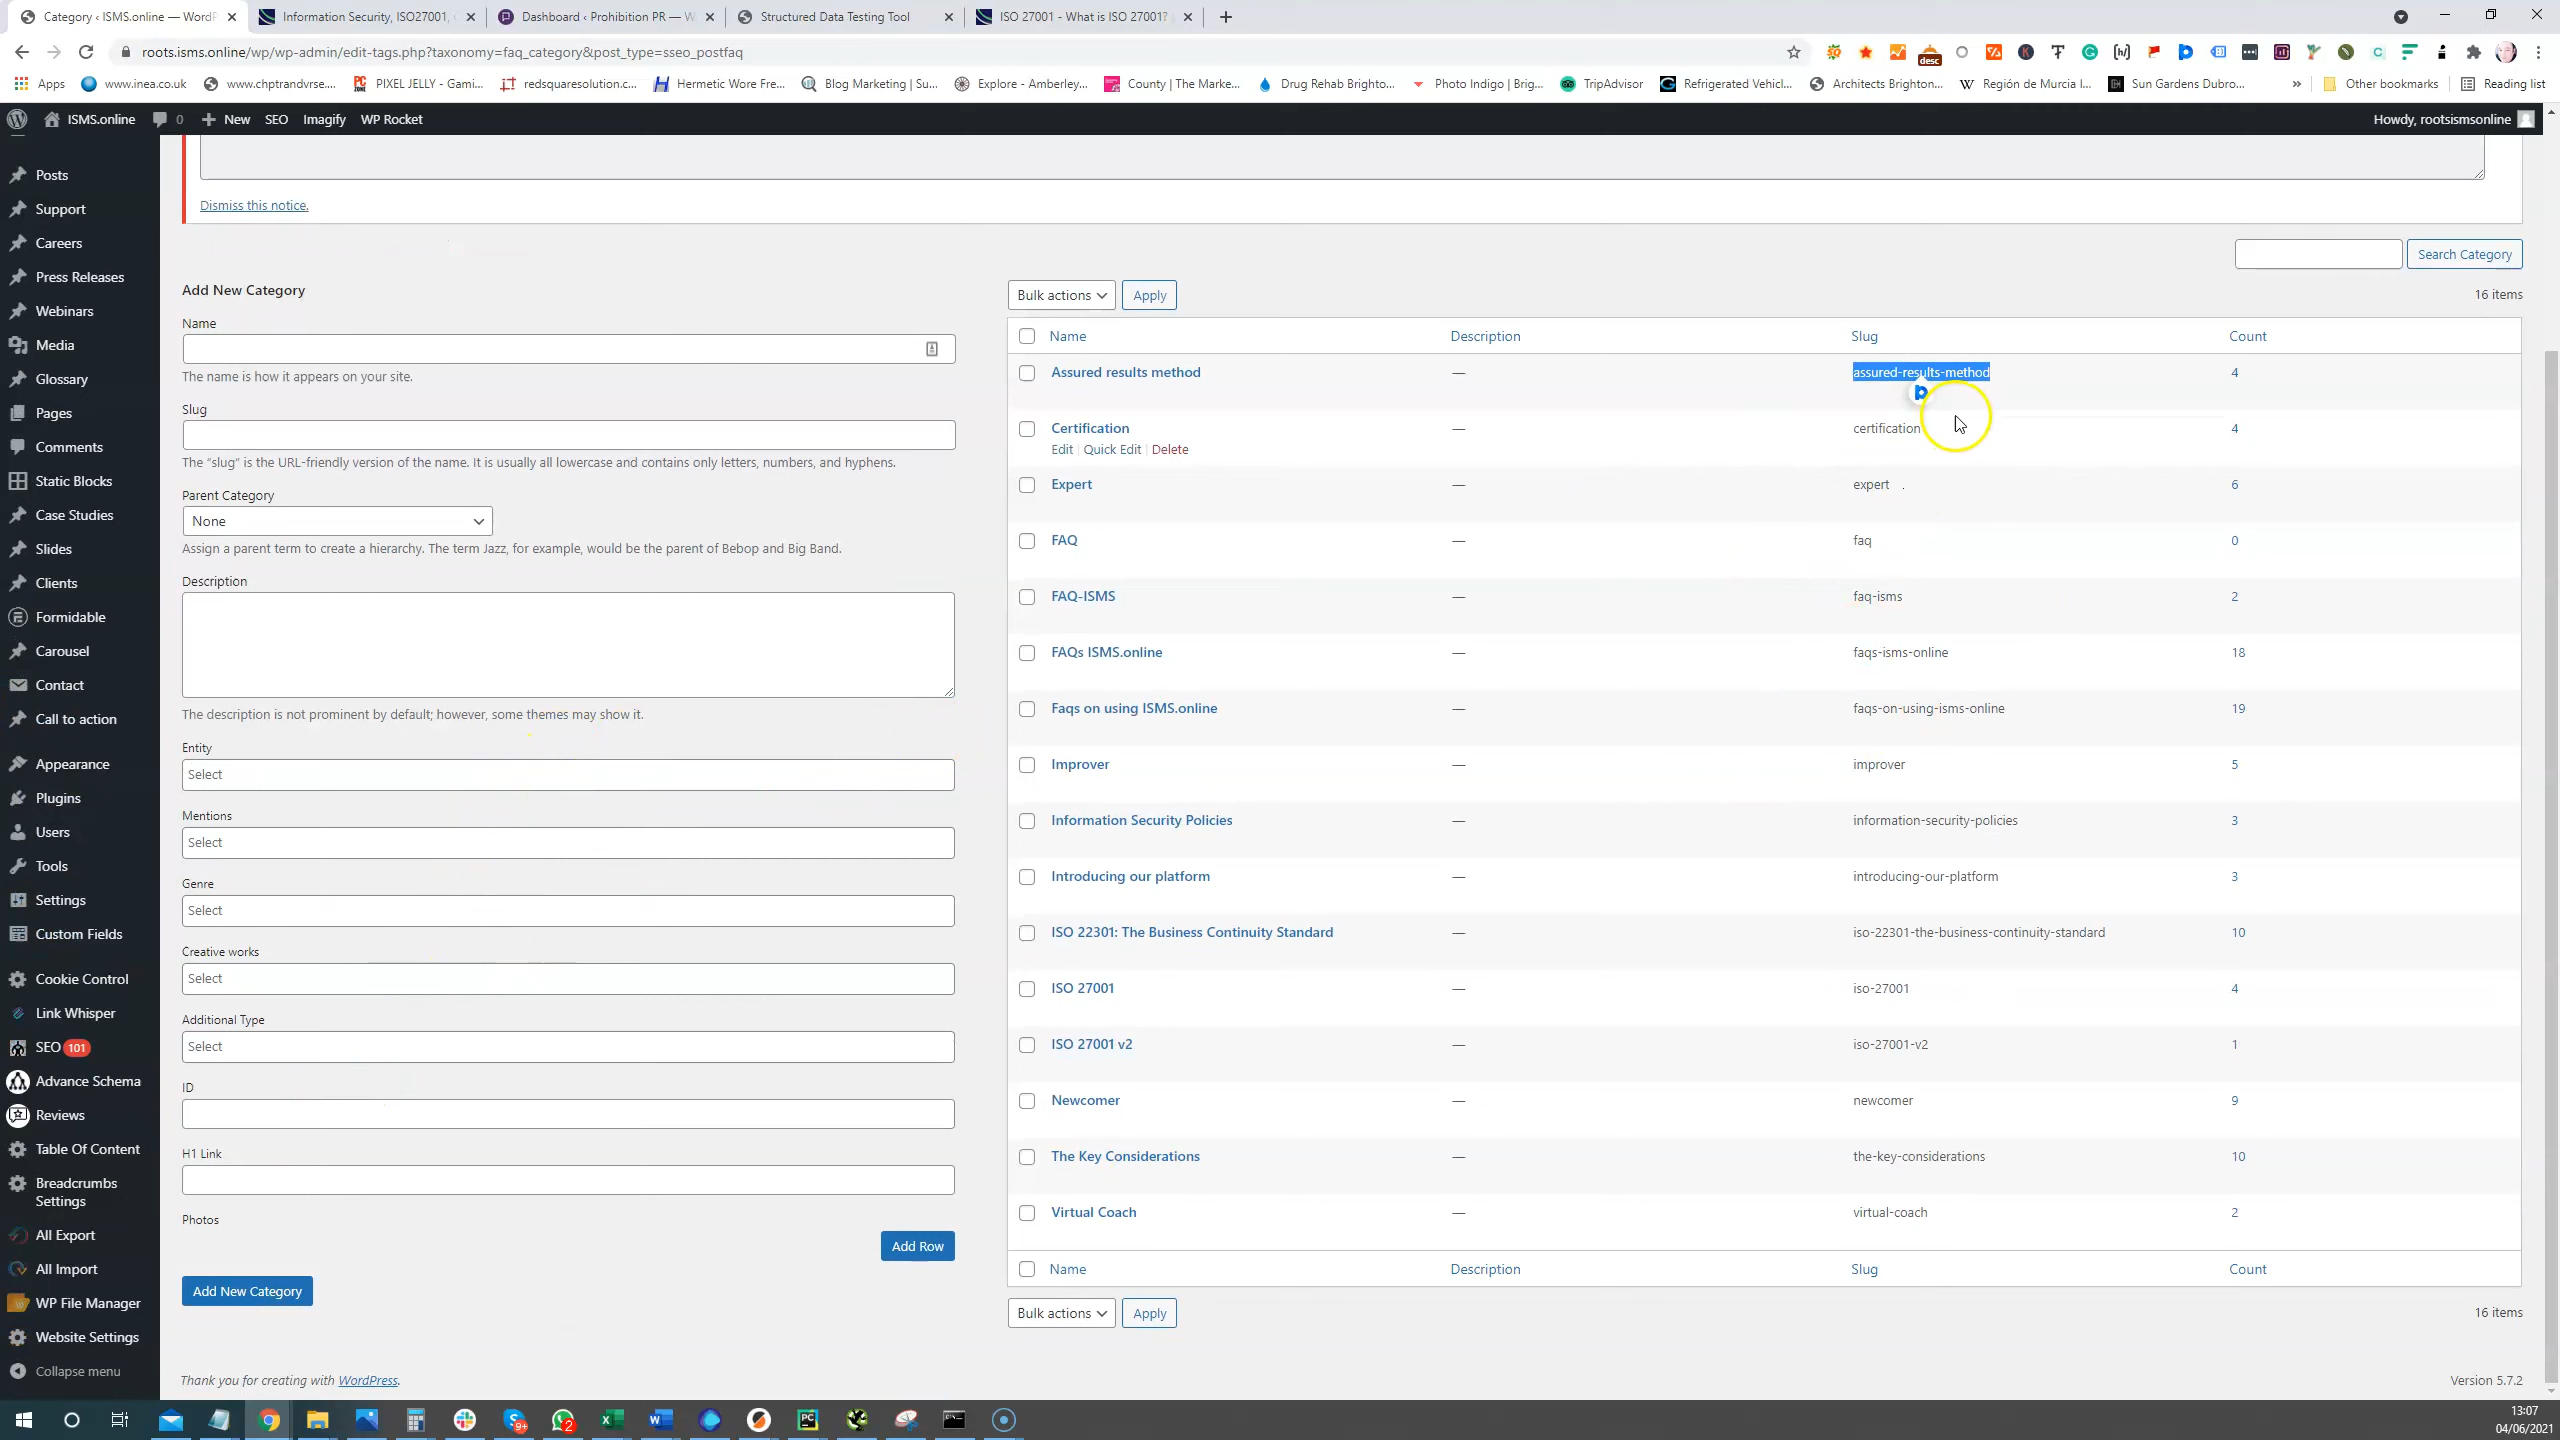 Category ‹ ISMS.online — WordP
Information Security, ISO27001,
Dashboard ‹ Prohibition PR — W
Structured Data Testing Tool
ISO 27001 - What is ISO 27001?
roots.isms.online/wp/wp-admin/edit-tags.php?taxonomy=faq_category&post_type=sseo_postfaq
desc
Apps www.inea.co.uk www.chptrandvrse.... PIXEL JELLY - Gami... redsquaresolution.c... Hermetic Wore Fre... Blog Marketing | Su... Explore - Amberley... County | The Marke... Drug Rehab Brighto... Photo Indigo | Brig... TripAdvisor Refrigerated Vehicl... Architects Brighton... Región de Murcia I... Sun Gardens Dubro... » Other bookmarks Reading list
ISMS.online 0 New SEO Imagify WP Rocket Howdy, rootsismsonline
Posts
Support
Careers
Press Releases
Webinars
Media
Glossary
Pages
Comments
Static Blocks
Case Studies
Slides
Clients
Formidable
Carousel
Contact
Call to action
Appearance
Plugins
Users
Tools
Settings
Custom Fields
Cookie Control
Link Whisper
SEO 101
Advance Schema
Reviews
Table Of Content
Breadcrumbs
Settings
All Export
All Import
WP File Manager
Website Settings
Collapse menu
Dismiss this notice.
Search Category
Add New Category
Name
The name is how it appears on your site.
Slug
The “slug” is the URL-friendly version of the name. It is usually all lowercase and contains only letters, numbers, and hyphens.
Parent Category
None
Assign a parent term to create a hierarchy. The term Jazz, for example, would be the parent of Bebop and Big Band.
Description
The description is not prominent by default; however, some themes may show it.
Entity
Select
Mentions
Select
Genre
Select
Creative works
Select
Additional Type
Select
ID
H1 Link
Photos
Add Row
Add New Category
Bulk actions Apply 16 items
Name Description Slug Count
Assured results method — assured-results-method 4
Certification — certification 4
Edit | Quick Edit | Delete
Expert — expert 6
FAQ — faq 0
FAQ-ISMS — faq-isms 2
FAQs ISMS.online — faqs-isms-online 18
Faqs on using ISMS.online — faqs-on-using-isms-online 19
Improver — improver 5
Information Security Policies — information-security-policies 3
Introducing our platform — introducing-our-platform 3
ISO 22301: The Business Continuity Standard — iso-22301-the-business-continuity-standard 10
ISO 27001 — iso-27001 4
ISO 27001 v2 — iso-27001-v2 1
Newcomer — newcomer 9
The Key Considerations — the-key-considerations 10
Virtual Coach — virtual-coach 2
Name Description Slug Count
Bulk actions Apply 16 items
Thank you for creating with WordPress. Version 5.7.2
13:07
04/06/2021